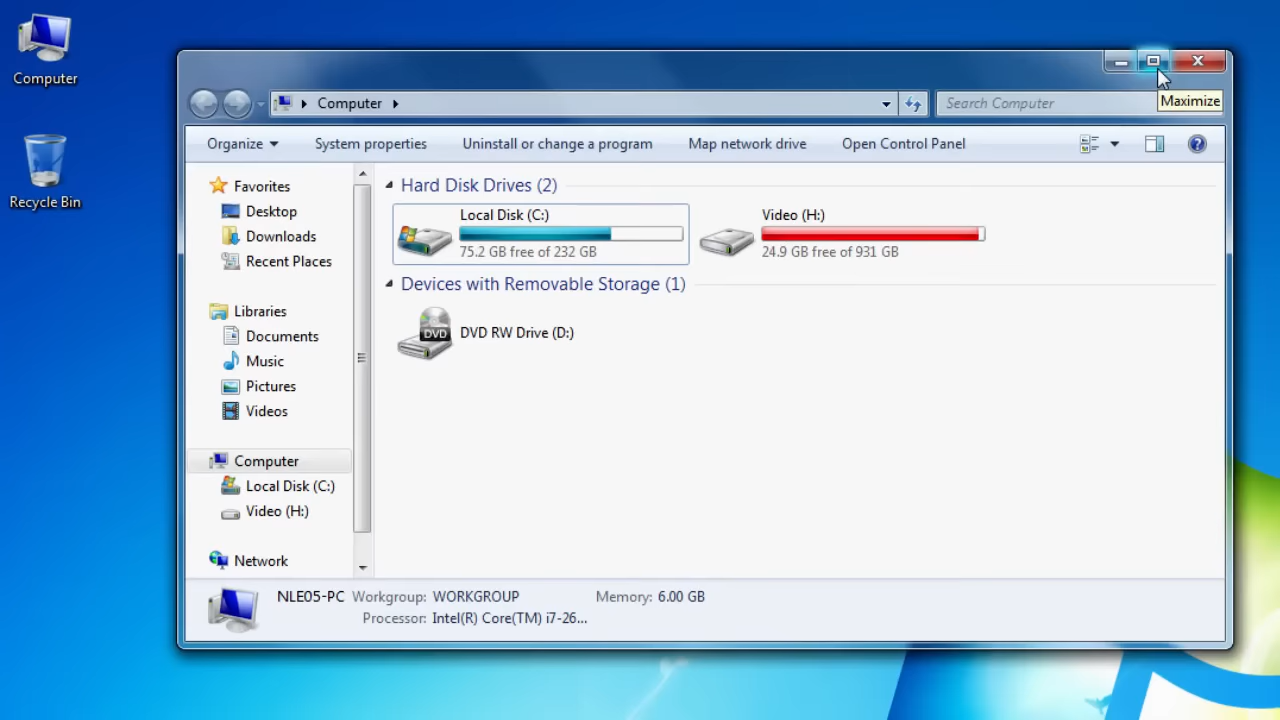 Computer
Recycle Bin
Computer
Search Computer
Maximize
Organize
System properties
Uninstall or change a program
Map network drive
Open Control Panel
Favorites
Desktop
Downloads
Recent Places
Libraries
Documents
Music
Pictures
Videos
Computer
Local Disk (C:)
Video (H:)
Network
Hard Disk Drives (2)
Local Disk (C:)
75.2 GB free of 232 GB
Video (H:)
24.9 GB free of 931 GB
Devices with Removable Storage (1)
DVD
DVD RW Drive (D:)
NLE05-PC Workgroup: WORKGROUP Memory: 6.00 GB
Processor: Intel(R) Core(TM) i7-26...